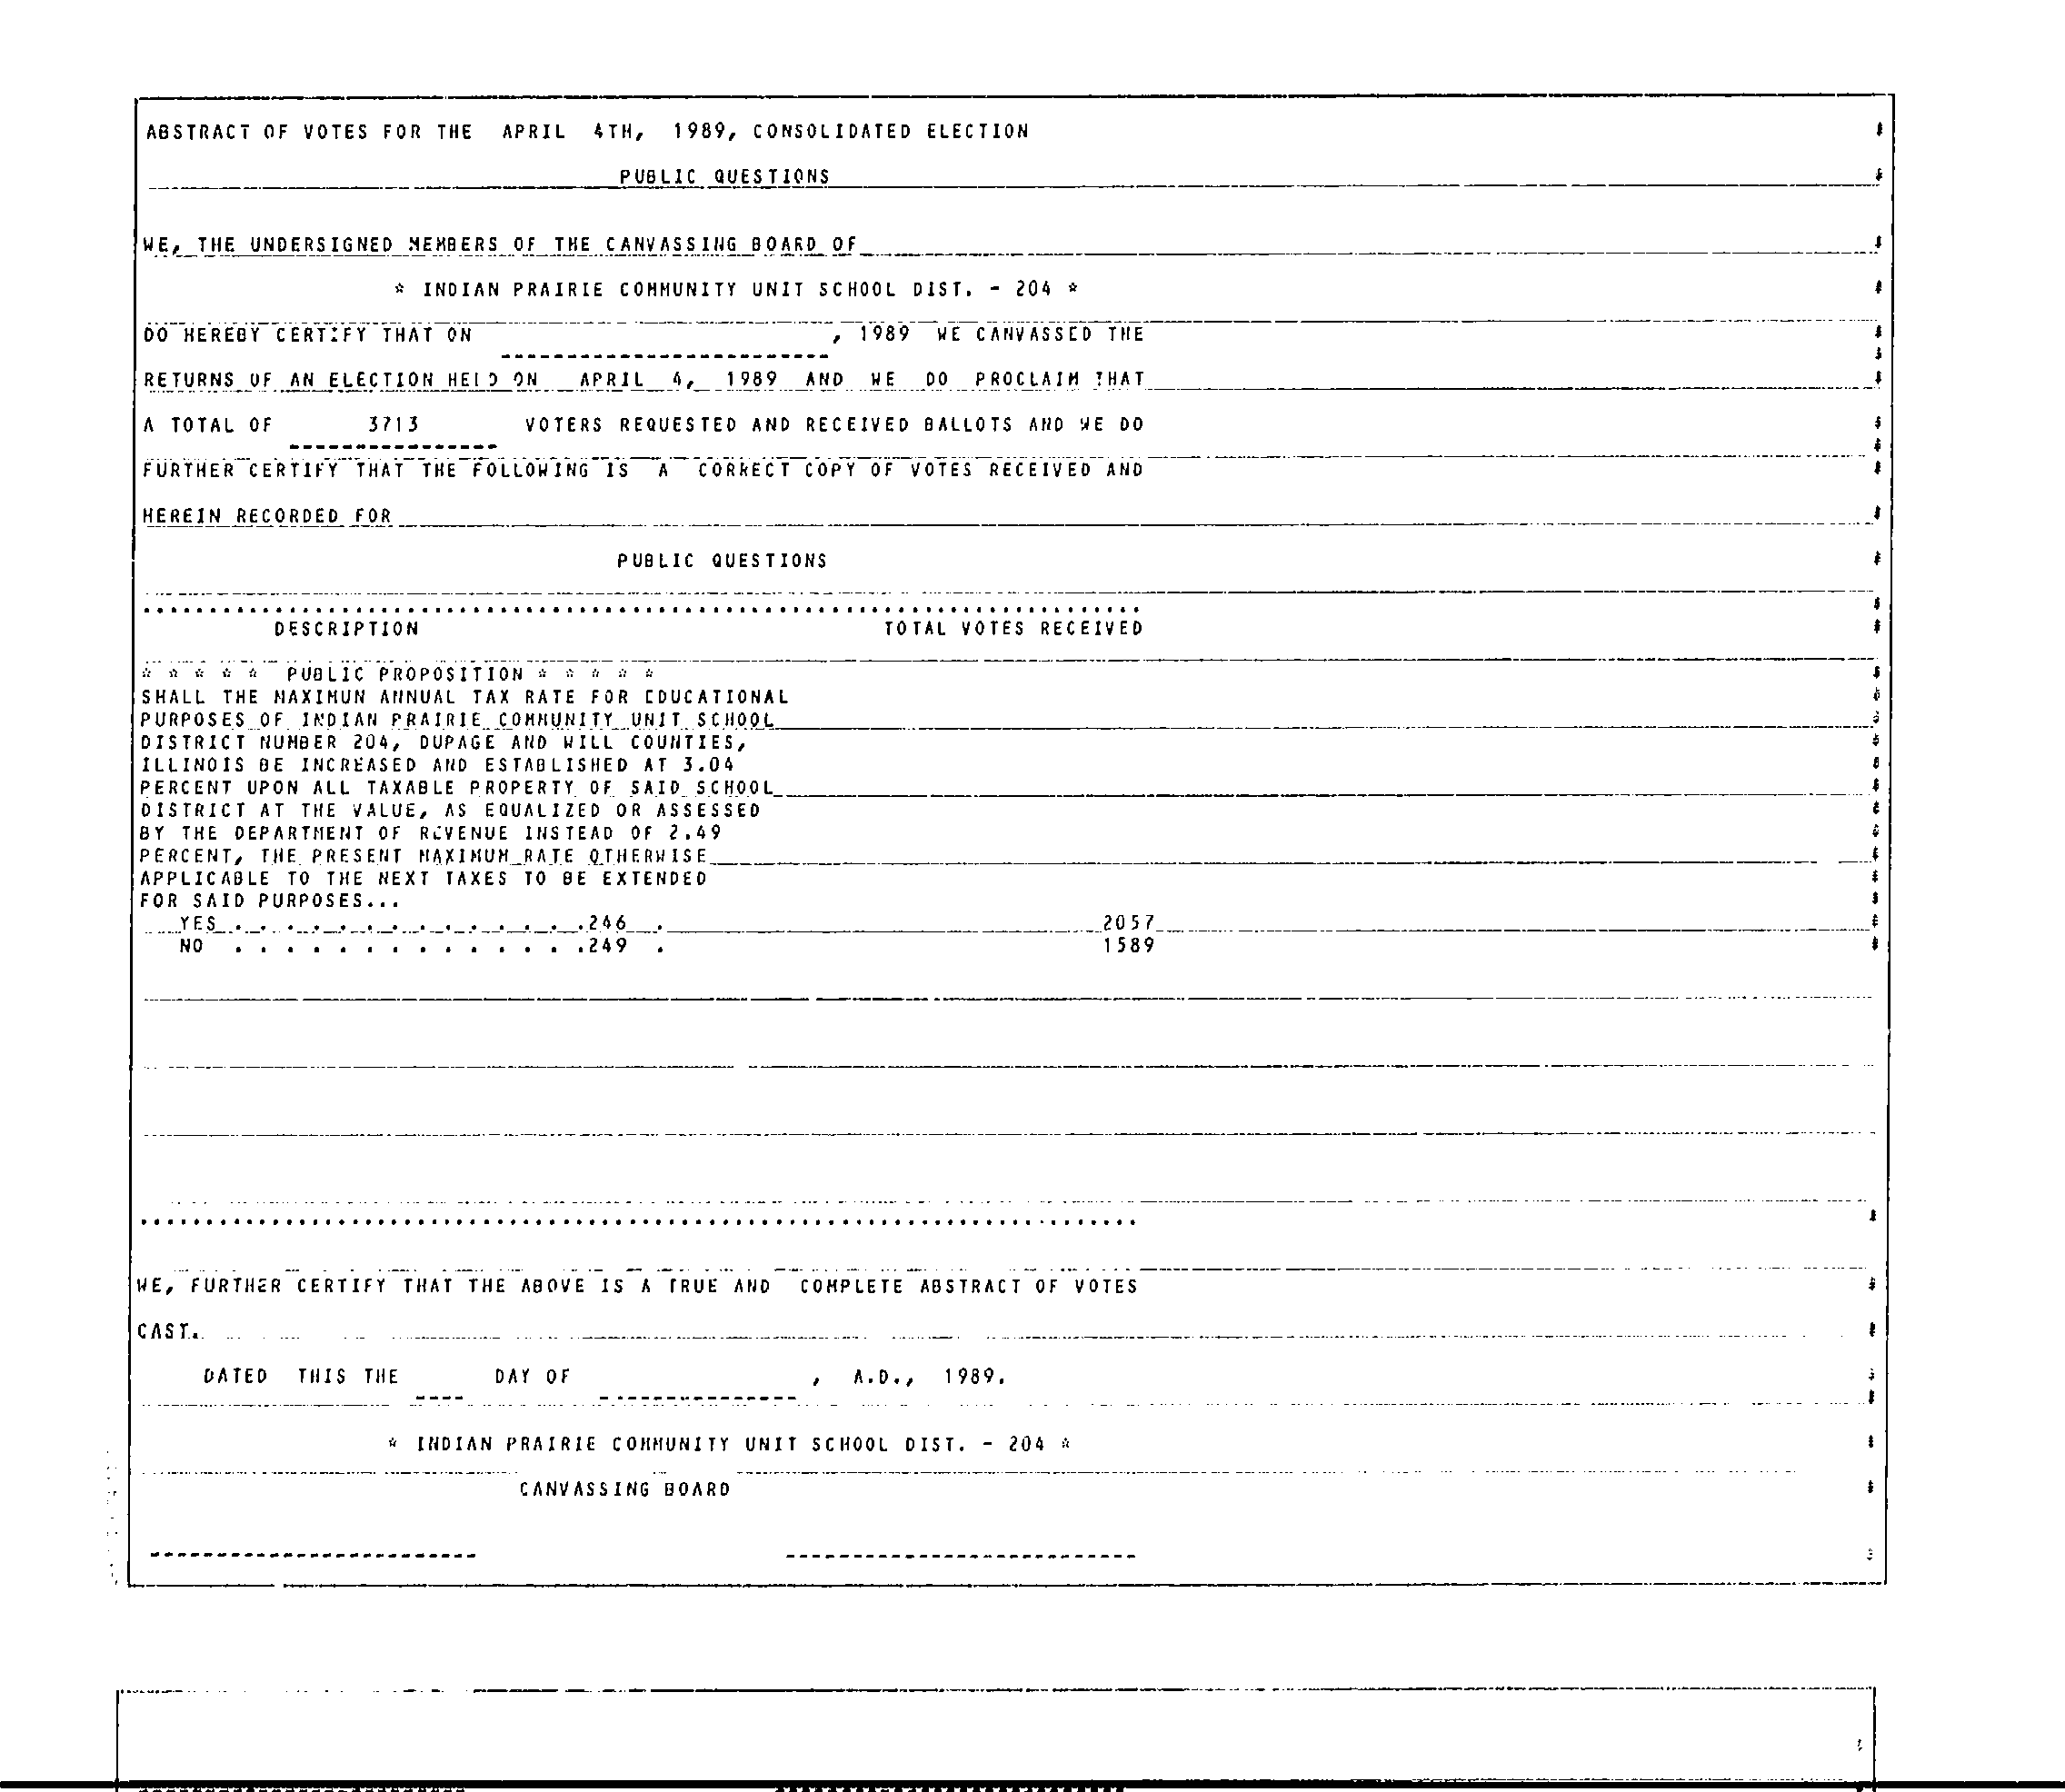 ABSTRACT OF VOTES FOR THE APRIL 4TH, 1989, CONSOLIDATED ELECTION
PUBLIC QUESTIONS
WE, THE UNDERSIGNED MEMBERS OF THE CANVASSING BOARD OF
* INDIAN PRAIRIE COMMUNITY UNIT SCHOOL DIST. - 204 *
DO HEREBY CERTIFY THAT ON , 1989 WE CANVASSED THE
RETURNS OF AN ELECTION HELD ON APRIL 4, 1989 AND WE DO PROCLAIM THAT
A TOTAL OF 3713 VOTERS REQUESTED AND RECEIVED BALLOTS AND WE DO
FURTHER CERTIFY THAT THE FOLLOWING IS A CORRECT COPY OF VOTES RECEIVED AND
HEREIN RECORDED FOR
PUBLIC QUESTIONS
DESCRIPTION TOTAL VOTES RECEIVED
* * * * * PUBLIC PROPOSITION * * * * *
SHALL THE MAXIMUN ANNUAL TAX RATE FOR EDUCATIONAL
PURPOSES OF INDIAN PRAIRIE COMMUNITY UNIT SCHOOL
DISTRICT NUMBER 204, DUPAGE AND WILL COUNTIES,
ILLINOIS BE INCREASED AND ESTABLISHED AT 3.04
PERCENT UPON ALL TAXABLE PROPERTY OF SAID SCHOOL
DISTRICT AT THE VALUE, AS EQUALIZED OR ASSESSED
BY THE DEPARTMENT OF REVENUE INSTEAD OF 2.49
PERCENT, THE PRESENT MAXIMUM RATE OTHERWISE
APPLICABLE TO THE NEXT TAXES TO BE EXTENDED
FOR SAID PURPOSES...
YES . . . . . . . . . . . . . .246 . 2057
NO . . . . . . . . . . . . . .249 . 1589
WE, FURTHER CERTIFY THAT THE ABOVE IS A TRUE AND COMPLETE ABSTRACT OF VOTES
CAST.
DATED THIS THE DAY OF , A.D., 1989.
* INDIAN PRAIRIE COMMUNITY UNIT SCHOOL DIST. - 204 *
CANVASSING BOARD